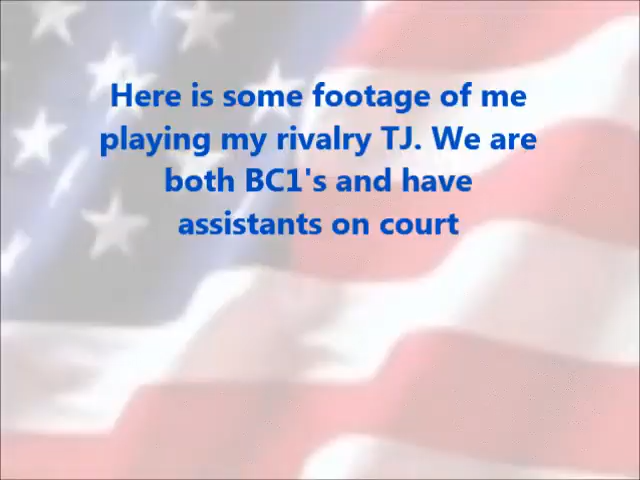 Here is some footage of me
playing my rivalry TJ. We are
both BC1's and have
assistants on court